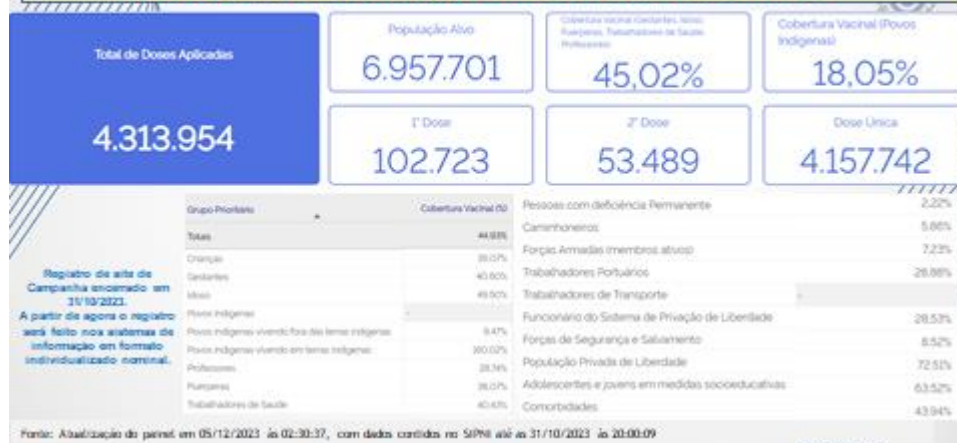 Total de Doses Aplicadas
4.313.954
População Alvo
6.957.701
Cobertura Vacinal (Gestantes, Idoso,
Puérperas, Trabalhadores de Saúde,
Professores)
45,02%
Cobertura Vacinal (Povos
Indígenas)
18,05%
1ª Dose
102.723
2ª Dose
53.489
Dose Única
4.157.742
Registro de site de
Campanha encerrado em
31/10/2023.
A partir de agora o registro
será feito nos sistemas de
informação em formato
individualizado nominal.
Grupo Prioritário Cobertura Vacinal (%)
Totais 44,93%
Crianças 39,07%
Gestantes 40,80%
Idoso 49,50%
Povos Indígenas -
Povos indígenas vivendo fora das terras indígenas 9,47%
Povos indígenas vivendo em terras indígenas
Professores 28,74%
Puérperas 38,07%
Trabalhadores de Saúde 40,43%
Pessoas com deficiência Permanente 2,22%
Caminhoneiros 5,86%
Forças Armadas (membros ativos) 7,23%
Trabalhadores Portuários 28,88%
Trabalhadores de Transporte -
Funcionário do Sistema de Privação de Liberdade 28,53%
Forças de Segurança e Salvamento 8,52%
População Privada de Liberdade 72,51%
Adolescentes e jovens em medidas socioeducativas 63,52%
Comorbidades 43,94%
Fonte: Atualização do painel em 05/12/2023 às 02:30:37, com dados contidos no SIPNI até as 31/10/2023 às 20:00:09